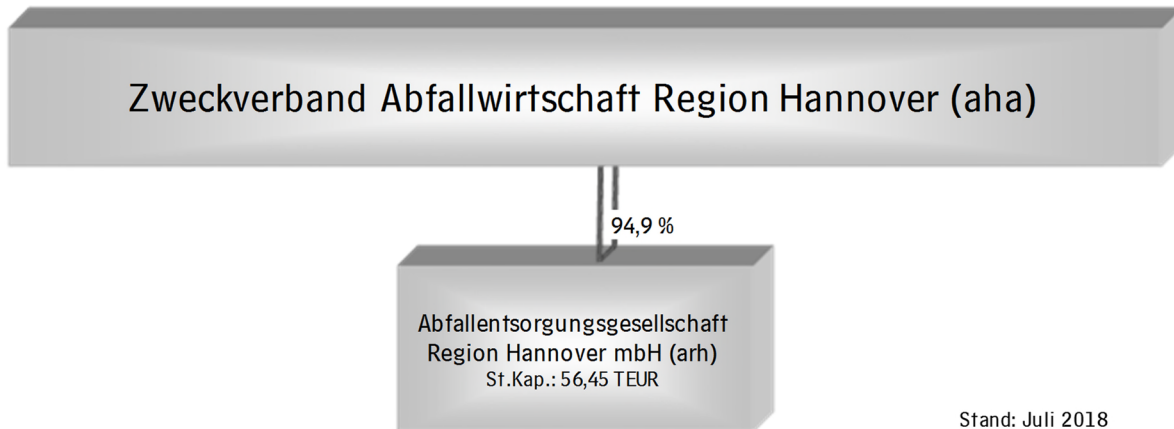 Zweckverband Abfallwirtschaft Region Hannover (aha)
94,9 %
Abfallentsorgungsgesellschaft
Region Hannover mbH (arh)
St.Kap.: 56,45 TEUR
Stand: Juli 2018